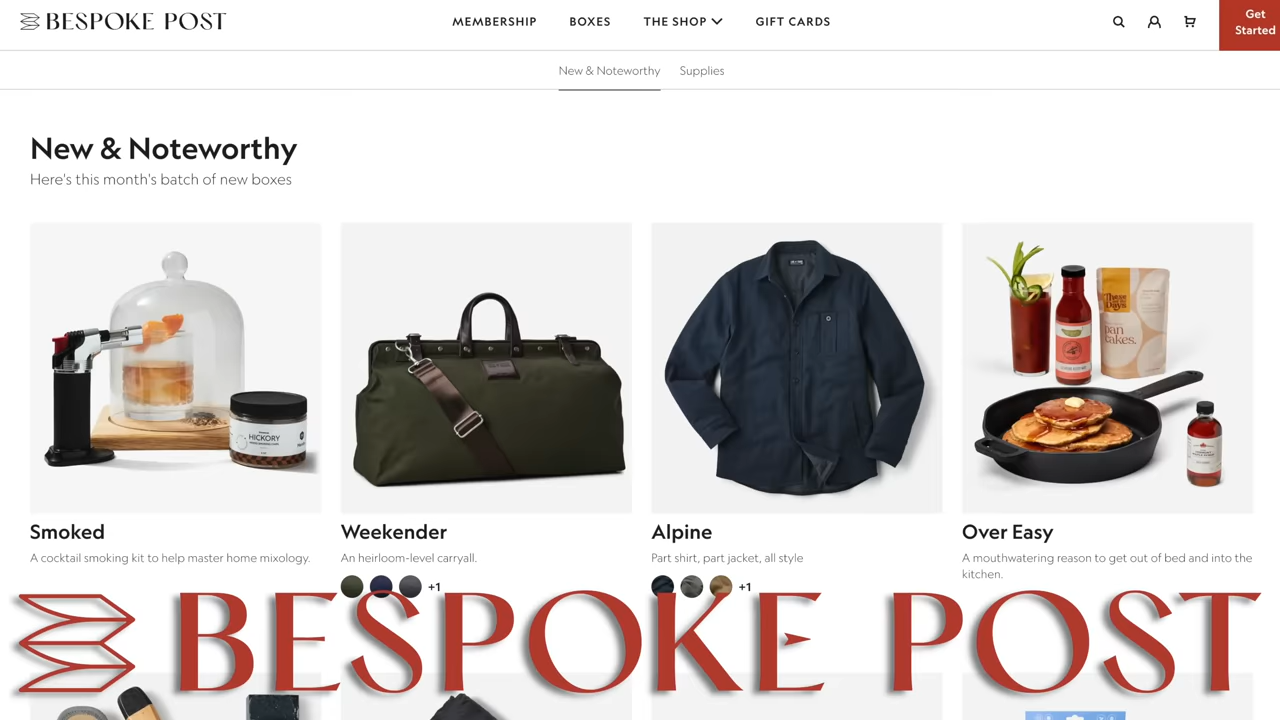 BESPOKE POST
MEMBERSHIP
BOXES
THE SHOP
GIFT CARDS
Get
Started
New & Noteworthy
Supplies
New & Noteworthy
Here's this month's batch of new boxes
HICKORY
pan
cakes.
Smoked
A cocktail smoking kit to help master home mixology.
Weekender
An heirloom-level carryall.
+1
Alpine
Part shirt, part jacket, all style
+1
Over Easy
A mouthwatering reason to get out of bed and into the
kitchen.
BESPOKE POST